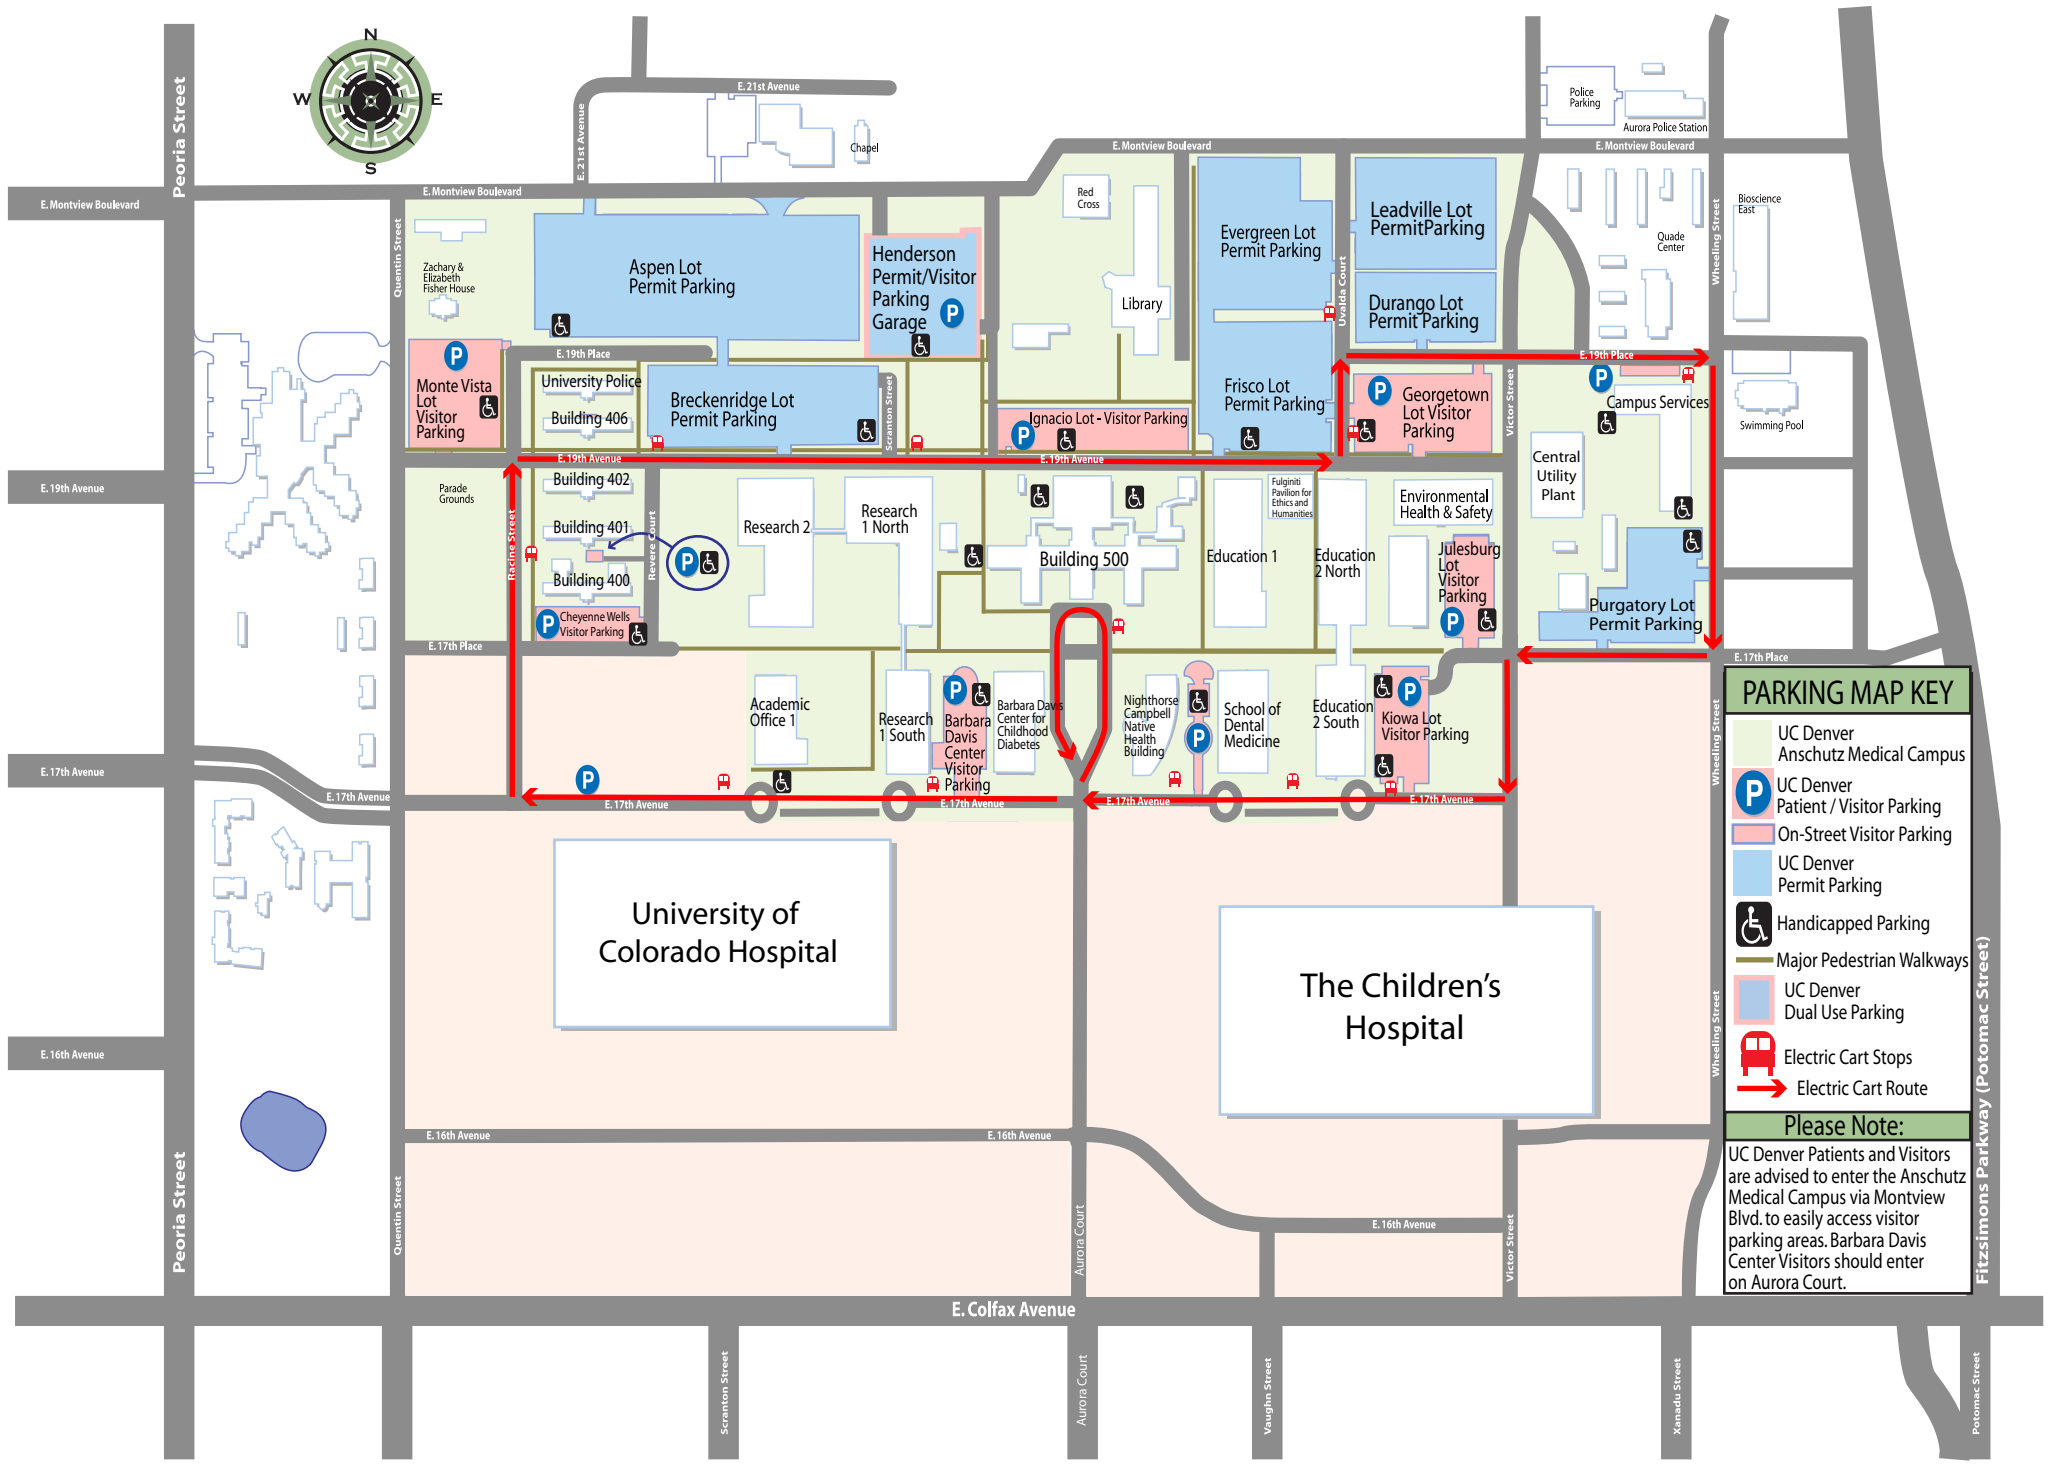 N
W
E
S
Peoria Street
E. 21st Avenue
E. 21st Avenue
Chapel
Police
Parking
Aurora Police Station
E. Montview Boulevard
E. Montview Boulevard
E. Montview Boulevard
E. Montview Boulevard
Quentin Street
Zachary &
Elizabeth
Fisher House
Aspen Lot
Permit Parking
Henderson
Permit/Visitor
Parking
Garage
P
Red
Cross
Library
Evergreen Lot
Permit Parking
Uvalda Court
Leadville Lot
PermitParking
Durango Lot
Permit Parking
Quade
Center
Wheeling Street
Bioscience
East
P
Monte Vista
Lot
Visitor
Parking
E. 19th Place
University Police
Building 406
Breckenridge Lot
Permit Parking
Scranton Street
P
Ignacio Lot - Visitor Parking
Frisco Lot
Permit Parking
P
Georgetown
Lot Visitor
Parking
Victor Street
E. 19th Place
P
Campus Services
Swimming Pool
E. 19th Avenue
E. 19th Avenue
E. 19th Avenue
Parade
Grounds
Racine Street
Building 402
Building 401
Building 400
Revere Court
P
P
Cheyenne Wells
Visitor Parking
Research 2
Research
1 North
Building 500
Education 1
Fulginiti
Pavilion for
Ethics and
Humanities
Education
2 North
Environmental
Health & Safety
Julesburg
Lot
Visitor
Parking
P
Central
Utility
Plant
Purgatory Lot
Permit Parking
E. 17th Place
E. 17th Place
Academic
Office 1
Research
1 South
P
Barbara
Davis
Center
Visitor
Parking
Barbara Davis
Center for
Childhood
Diabetes
Nighthorse
Campbell
Native
Health
Building
P
School of
Dental
Medicine
Education
2 South
P
Kiowa Lot
Visitor Parking
Wheeling Street
E. 17th Avenue
E. 17th Avenue
P
E. 17th Avenue
E. 17th Avenue
E. 17th Avenue
E. 17th Avenue
University of
Colorado Hospital
The Children's
Hospital
Wheeling Street
E. 16th Avenue
E. 16th Avenue
E. 16th Avenue
E. 16th Avenue
Peoria Street
Quentin Street
Aurora Court
Victor Street
Fitzsimons Parkway (Potomac Street)
E. Colfax Avenue
Scranton Street
Aurora Court
Vaughn Street
Xanadu Street
Potomac Street
PARKING MAP KEY
UC Denver
Anschutz Medical Campus
P
UC Denver
Patient / Visitor Parking
On-Street Visitor Parking
UC Denver
Permit Parking
Handicapped Parking
Major Pedestrian Walkways
UC Denver
Dual Use Parking
Electric Cart Stops
Electric Cart Route
Please Note:
UC Denver Patients and Visitors
are advised to enter the Anschutz
Medical Campus via Montview
Blvd. to easily access visitor
parking areas. Barbara Davis
Center Visitors should enter
on Aurora Court.